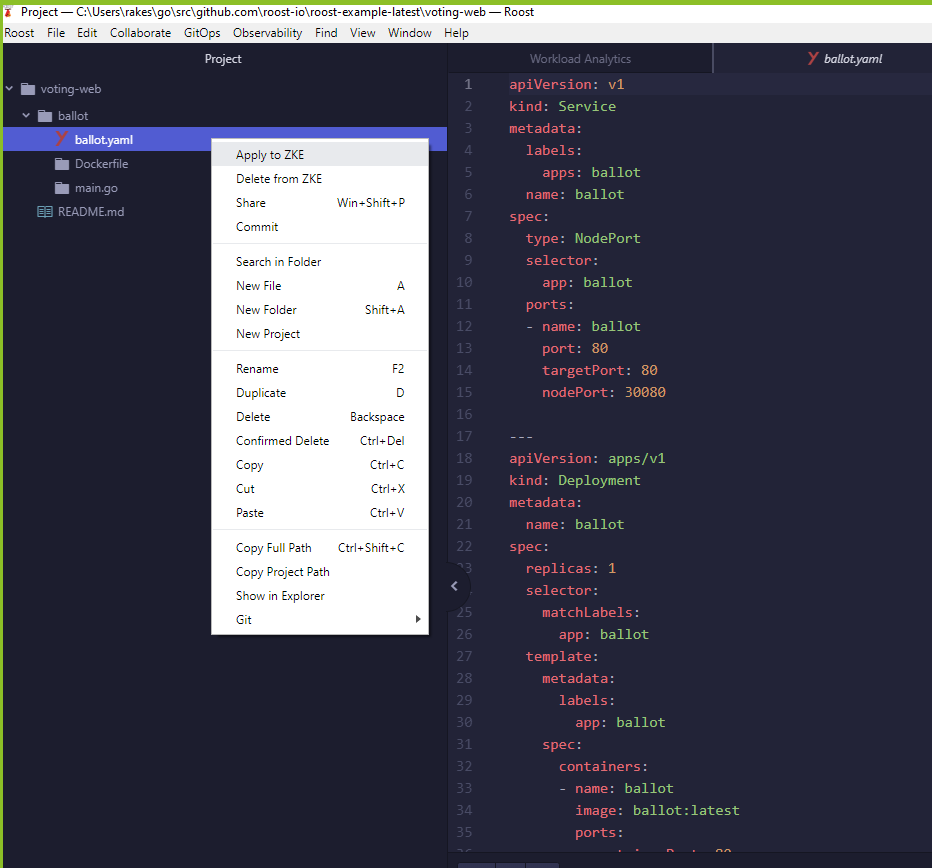 Project — C:\Users\rakes\go\src\github.com\roost-io\roost-example-latest\voting-web — Roost
Roost File Edit Collaborate GitOps Observability Find View Window Help
Project
voting-web
ballot
ballot.yaml
Dockerfile
main.go
README.md
Apply to ZKE
Delete from ZKE
Share Win+Shift+P
Commit
Search in Folder
New File A
New Folder Shift+A
New Project
Rename F2
Duplicate D
Delete Backspace
Confirmed Delete Ctrl+Del
Copy Ctrl+C
Cut Ctrl+X
Paste Ctrl+V
Copy Full Path Ctrl+Shift+C
Copy Project Path
Show in Explorer
Git
Workload Analytics ballot.yaml
1 apiVersion: v1
2 kind: Service
3 metadata:
4 labels:
5 apps: ballot
6 name: ballot
7 spec:
8 type: NodePort
9 selector:
10 app: ballot
11 ports:
12 - name: ballot
13 port: 80
14 targetPort: 80
15 nodePort: 30080
16
17 ---
18 apiVersion: apps/v1
19 kind: Deployment
20 metadata:
21 name: ballot
22 spec:
23 replicas: 1
selector:
25 matchLabels:
26 app: ballot
27 template:
28 metadata:
29 labels:
30 app: ballot
31 spec:
32 containers:
33 - name: ballot
34 image: ballot:latest
35 ports: